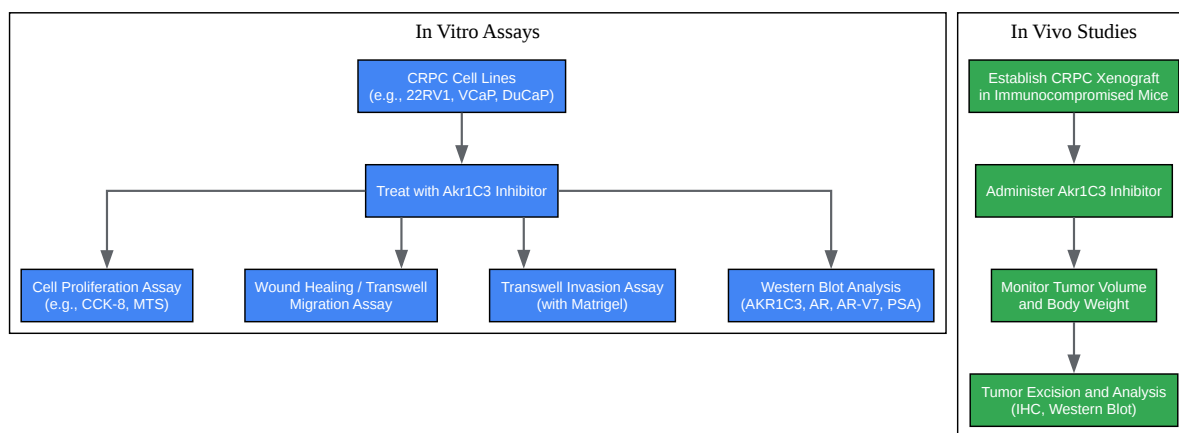 In Vitro Assays
CRPC Cell Lines
(e.g., 22RV1, VCaP, DuCaP)
Treat with Akr1C3 Inhibitor
Cell Proliferation Assay
(e.g., CCK-8, MTS)
Wound Healing / Transwell
Migration Assay
Transwell Invasion Assay
(with Matrigel)
Western Blot Analysis
(AKR1C3, AR, AR-V7, PSA)
In Vivo Studies
Establish CRPC Xenograft
in Immunocompromised Mice
Administer Akr1C3 Inhibitor
Monitor Tumor Volume
and Body Weight
Tumor Excision and Analysis
(IHC, Western Blot)